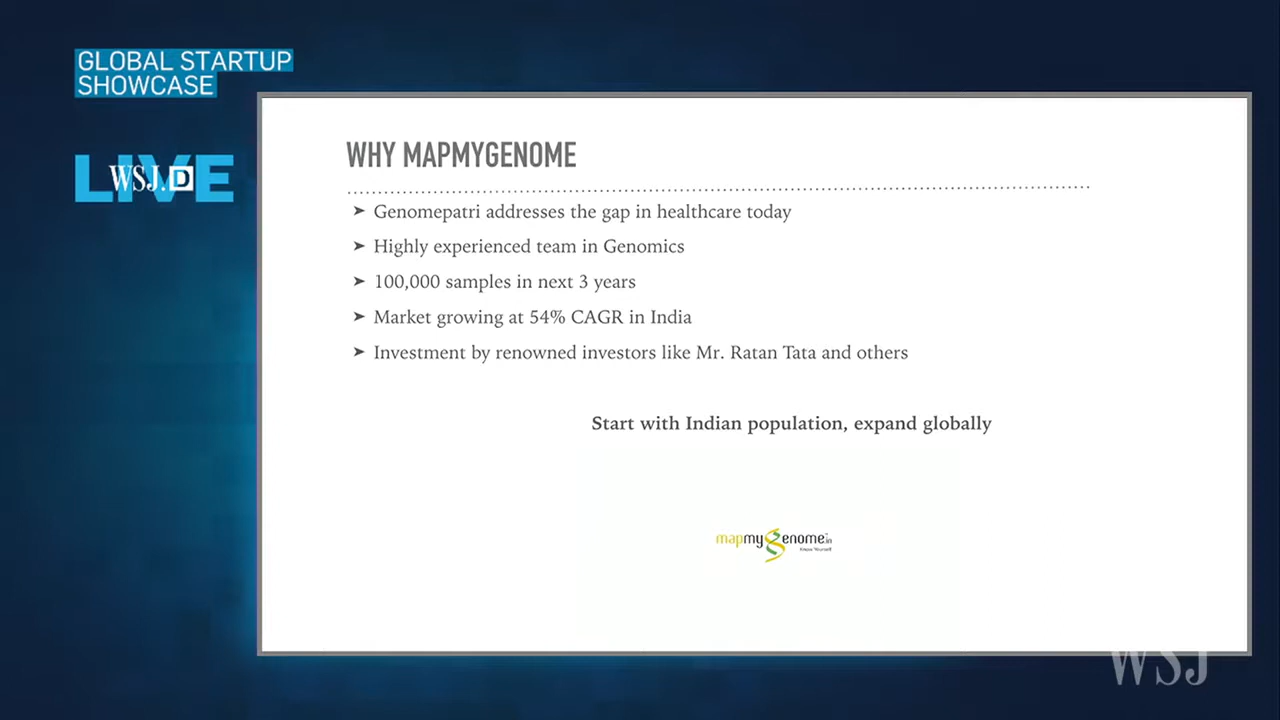 GLOBAL STARTUP
SHOWCASE
LIVE
WSJ.D
WHY MAPMYGENOME
➤ Genomepatri addresses the gap in healthcare today
➤ Highly experienced team in Genomics
➤ 100,000 samples in next 3 years
➤ Market growing at 54% CAGR in India
➤ Investment by renowned investors like Mr. Ratan Tata and others
Start with Indian population, expand globally
mapmygenome.in
Know Yourself
WSJ